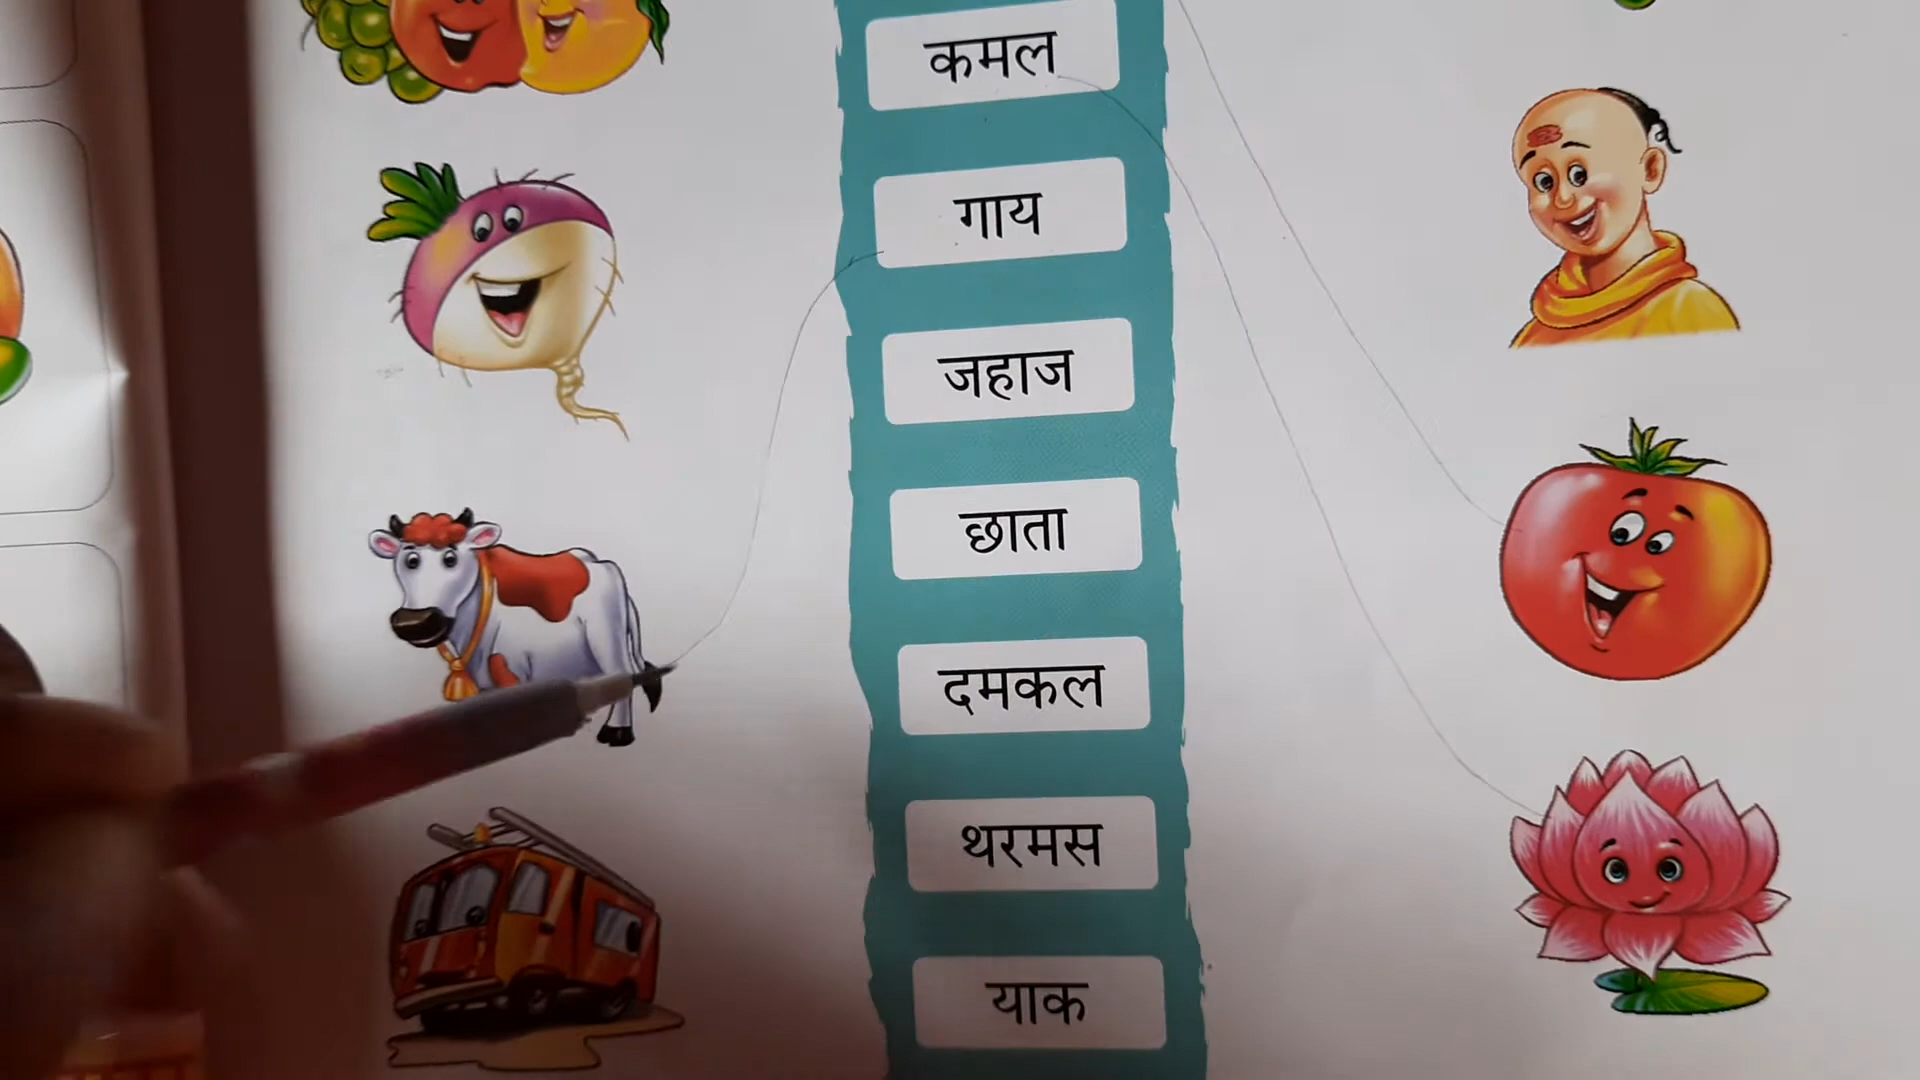 कमल
गाय
जहाज
छाता
दमकल
थरमस
याक